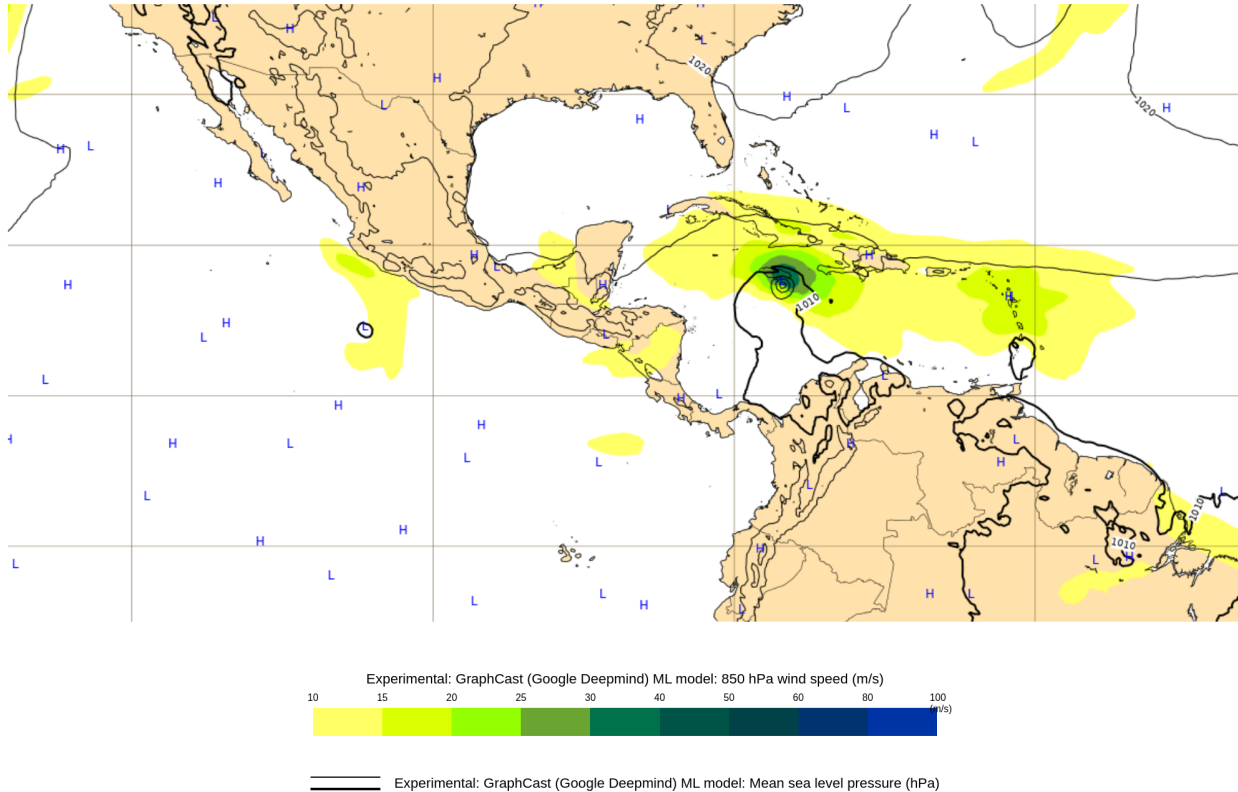 L
H
H
L
1020
H
L
H
H
L
1020
H
L
H
H
L
H
L
L
H
H
L
L
H
H
L
H
L
L
1010
H
L
H
L
L
L
H
H
L
H
L
H
H
H
L
H
L
L
L
H
L
L
L
1010
H
H
H
1010
L
H
L
L
L
L
H
H
L
L
Experimental: GraphCast (Google Deepmind) ML model: 850 hPa wind speed (m/s)
10 15 20 25 30 40 50 60 80 100
(m/s)
Experimental: GraphCast (Google Deepmind) ML model: Mean sea level pressure (hPa)